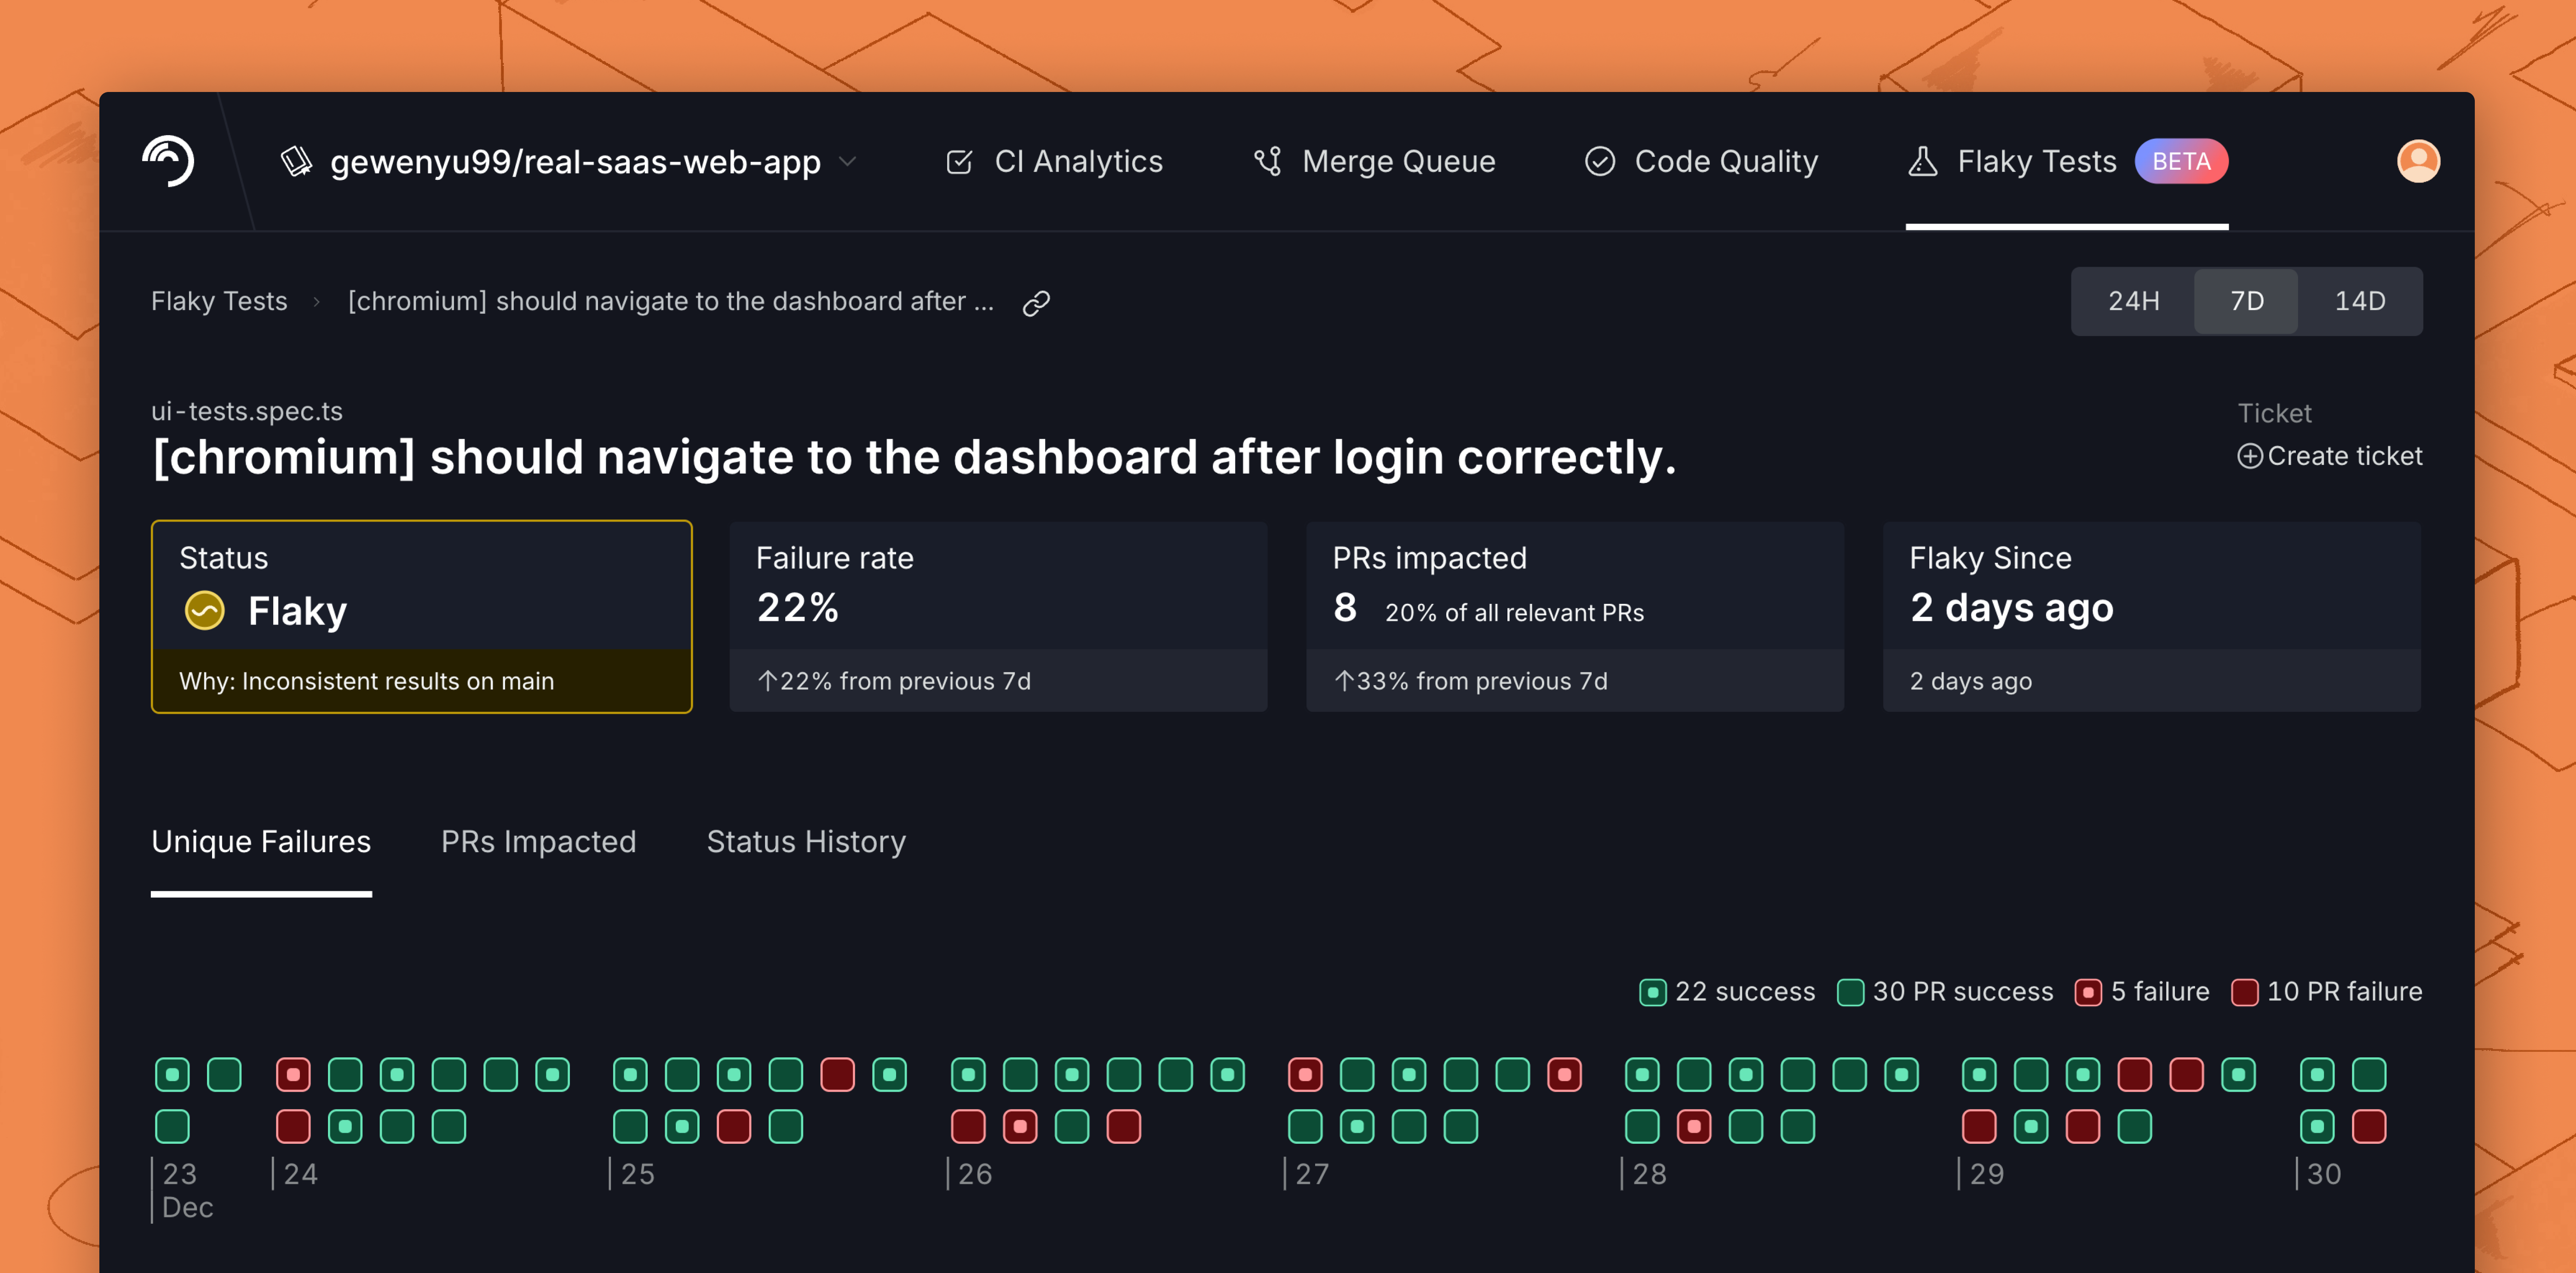 gewenyu99/real-saas-web-app CI Analytics Merge Queue Code Quality Flaky Tests BETA
Flaky Tests › [chromium] should navigate to the dashboard after ... 24H 7D 14D
ui-tests.spec.ts
[chromium] should navigate to the dashboard after login correctly.
Ticket
Create ticket
Status
Flaky
Why: Inconsistent results on main
Failure rate
22%
↑22% from previous 7d
PRs impacted
8 20% of all relevant PRs
↑33% from previous 7d
Flaky Since
2 days ago
2 days ago
Unique Failures PRs Impacted Status History
22 success 30 PR success 5 failure 10 PR failure
23 24 25 26 27 28 29 30
Dec